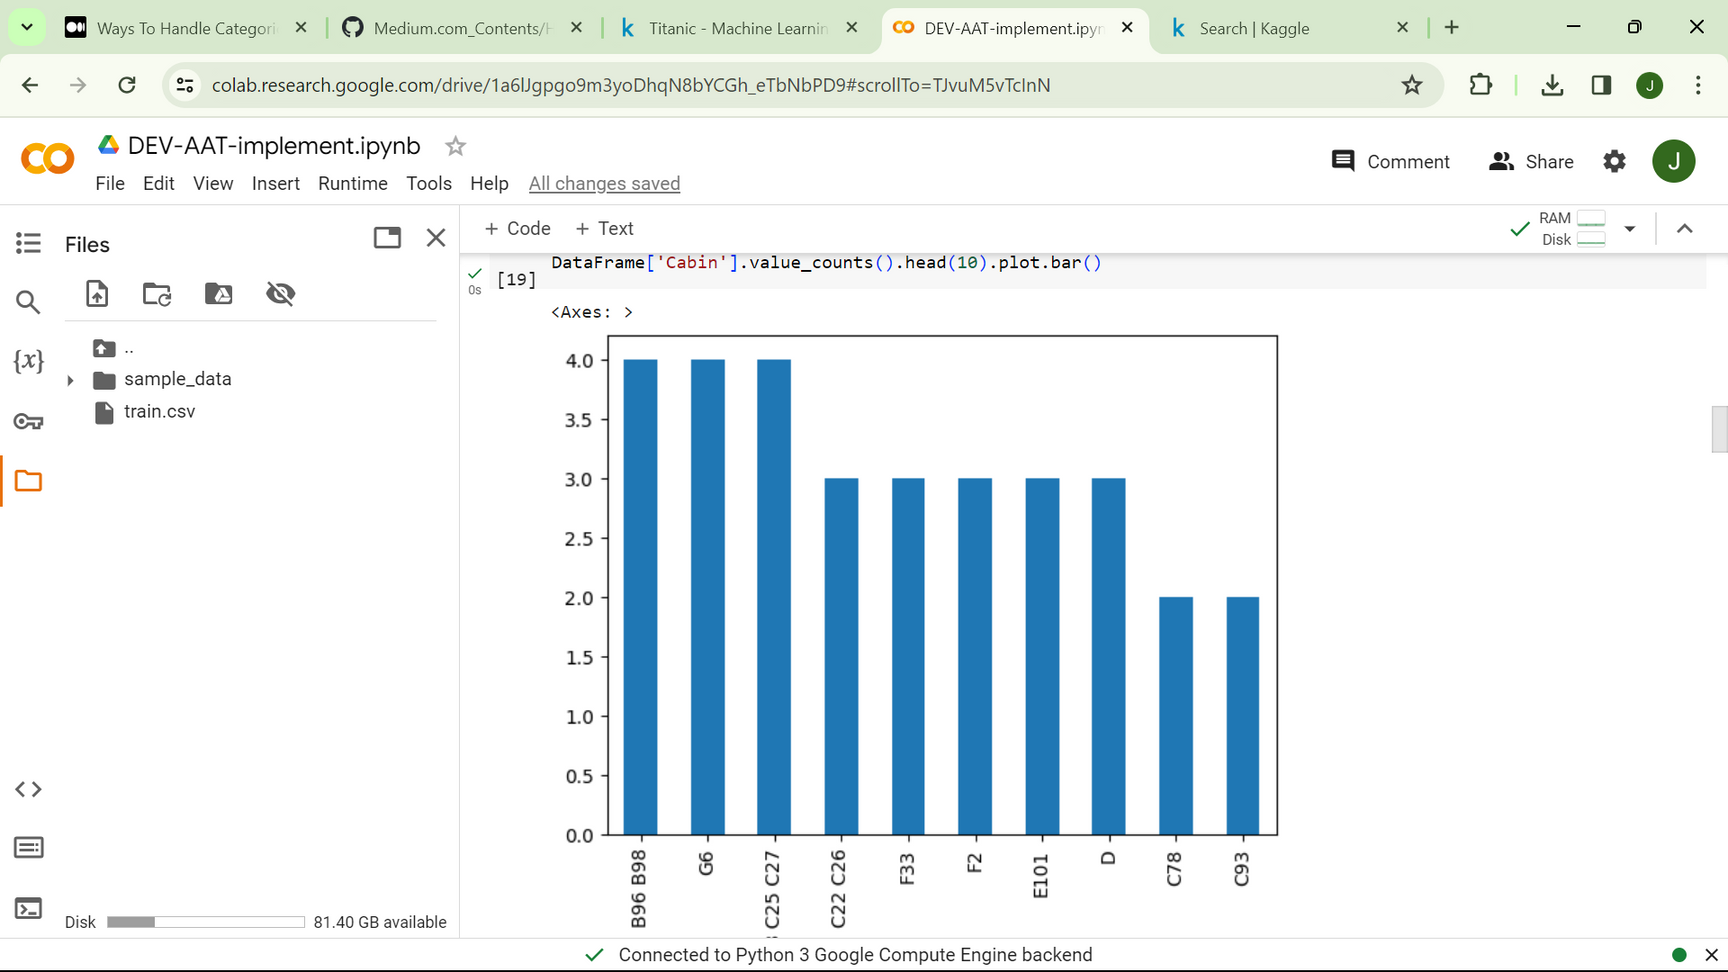 Ways To Handle Categori
Medium.com_Contents/H
Titanic - Machine Learnin
DEV-AAT-implement.ipyn
Search | Kaggle
colab.research.google.com/drive/1a6lJgpgo9m3yoDhqN8bYCGh_eTbNbPD9#scrollTo=TJvuM5vTcInN
J
DEV-AAT-implement.ipynb
Comment
Share
J
File Edit View Insert Runtime Tools Help All changes saved
Files
+ Code + Text
RAM
Disk
DataFrame['Cabin'].value_counts().head(10).plot.bar()
[19]
0s
<Axes: >
..
sample_data
train.csv
{x}
4.0
3.5
3.0
2.5
2.0
1.5
1.0
0.5
0.0
B96 B98
G6
C25 C27
C22 C26
F33
F2
E101
D
C78
C93
Disk 81.40 GB available
Connected to Python 3 Google Compute Engine backend